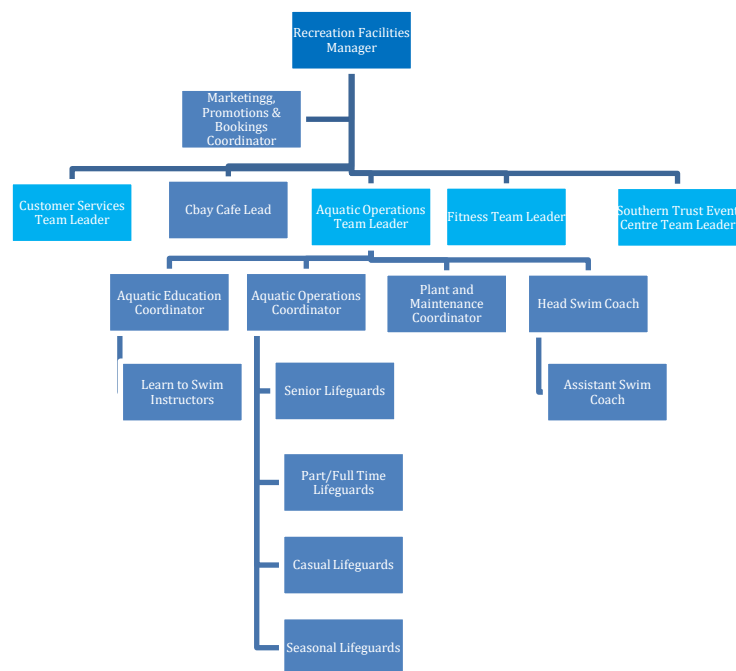 Recreation Facilities
Manager
Marketingg,
Promotions &
Bookings
Coordinator
Customer Services
Team Leader
Cbay Cafe Lead
Aquatic Operations
Team Leader
Fitness Team Leader
Southern Trust Event
Centre Team Leader
Aquatic Education
Coordinator
Aquatic Operations
Coordinator
Plant and
Maintenance
Coordinator
Head Swim Coach
Learn to Swim
Instructors
Senior Lifeguards
Assistant Swim
Coach
Part/Full Time
Lifeguards
Casual Lifeguards
Seasonal Lifeguards